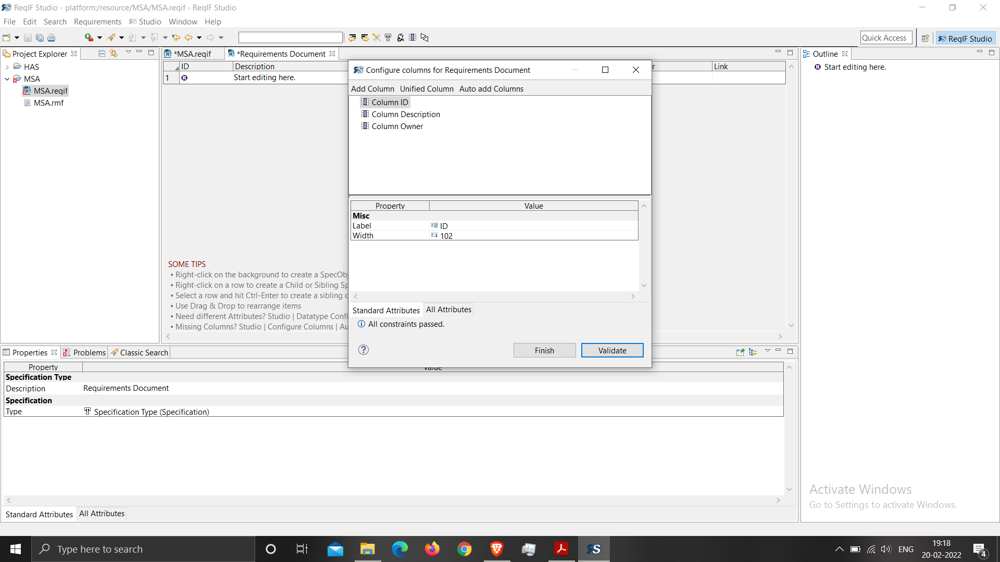 ReqIF Studio - platform:/resource/MSA/MSA.reqif - ReqIF Studio
File Edit Search Requirements Studio Window Help
Quick Access
ReqIF Studio
Project Explorer
HAS
MSA
MSA.reqif
MSA.rmf
*MSA.reqif
*Requirements Document
ID Description Link
1 Start editing here.
SOME TIPS
• Right-click on the background to create a SpecOb
• Right-click on a row to create a Child or Sibling Sp
• Select a row and hit Ctrl-Enter to create a sibling
• Use Drag & Drop to rearrange items
• Need different Attributes? Studio | Datatype Confi
• Missing Columns? Studio | Configure Columns | Au
Configure columns for Requirements Document
Add Column Unified Column Auto add Columns
Column ID
Column Description
Column Owner
Property Value
Misc
Label ID
Width 102
Standard Attributes All Attributes
All constraints passed.
Finish Validate
Outline
Start editing here.
Properties Problems Classic Search
Property Value
Specification Type
Description Requirements Document
Specification
Type Specification Type (Specification)
Standard Attributes All Attributes
Activate Windows
Go to Settings to activate Windows.
Type here to search
ENG
19:18
20-02-2022
4